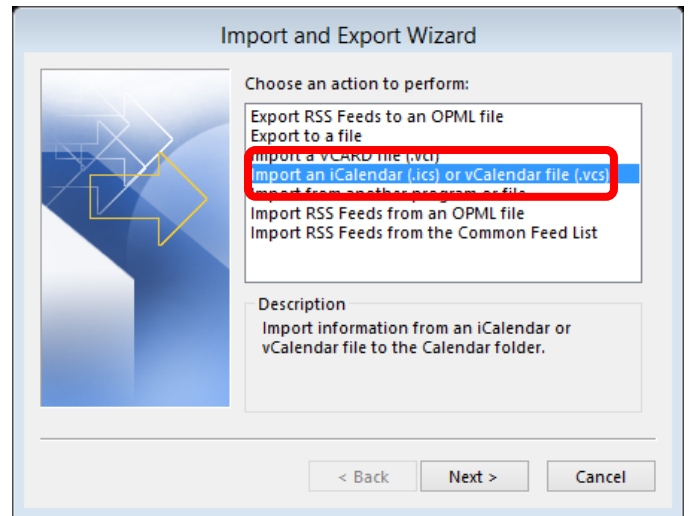 Import and Export Wizard
Choose an action to perform:
Export RSS Feeds to an OPML file
Export to a file
Import a VCARD file (.vcf)
Import an iCalendar (.ics) or vCalendar file (.vcs)
Import from another program or file
Import RSS Feeds from an OPML file
Import RSS Feeds from the Common Feed List
Description
Import information from an iCalendar or
vCalendar file to the Calendar folder.
< Back Next > Cancel